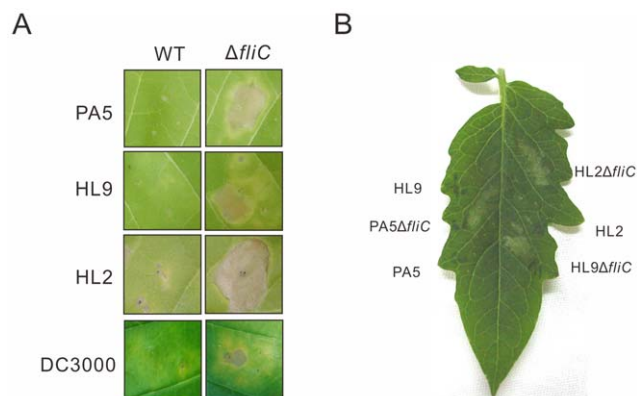 A
WT ΔfliC
PA5
HL9
HL2
DC3000
B
HL2ΔfliC
HL9
PA5ΔfliC
HL2
PA5
HL9ΔfliC